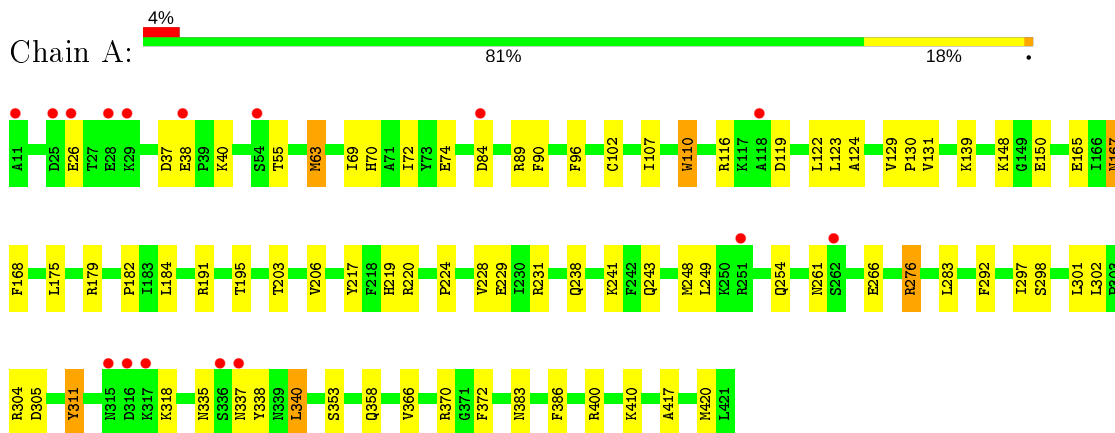 4%
Chain A:
81% 18% •
A11 D25 E26 T27 E28 K29 D37 E38 P39 K40 S54 T55 M63 I69 H70 A71 I72 Y73 E74 D84 R89 F90 F96 C102 I107 W110 R116 K117 A118 D119 L122 L123 A124 V129 P130 V131 K139 K148 G149 E150 E165 I166 N167
F168 L175 R179 P182 I183 L184 R191 T195 T203 V206 Y217 F218 H219 R220 P224 V228 E229 I230 R231 Q238 K241 F242 Q243 M248 L249 K250 R251 Q254 N261 S262 E266 R276 L283 F292 I297 S298 L301 L302 P303
R304 D305 Y311 N315 D316 K317 K318 N335 S336 N337 Y338 N339 L340 S353 Q358 V366 R370 G371 F372 N383 F386 R400 K410 A417 M420 L421